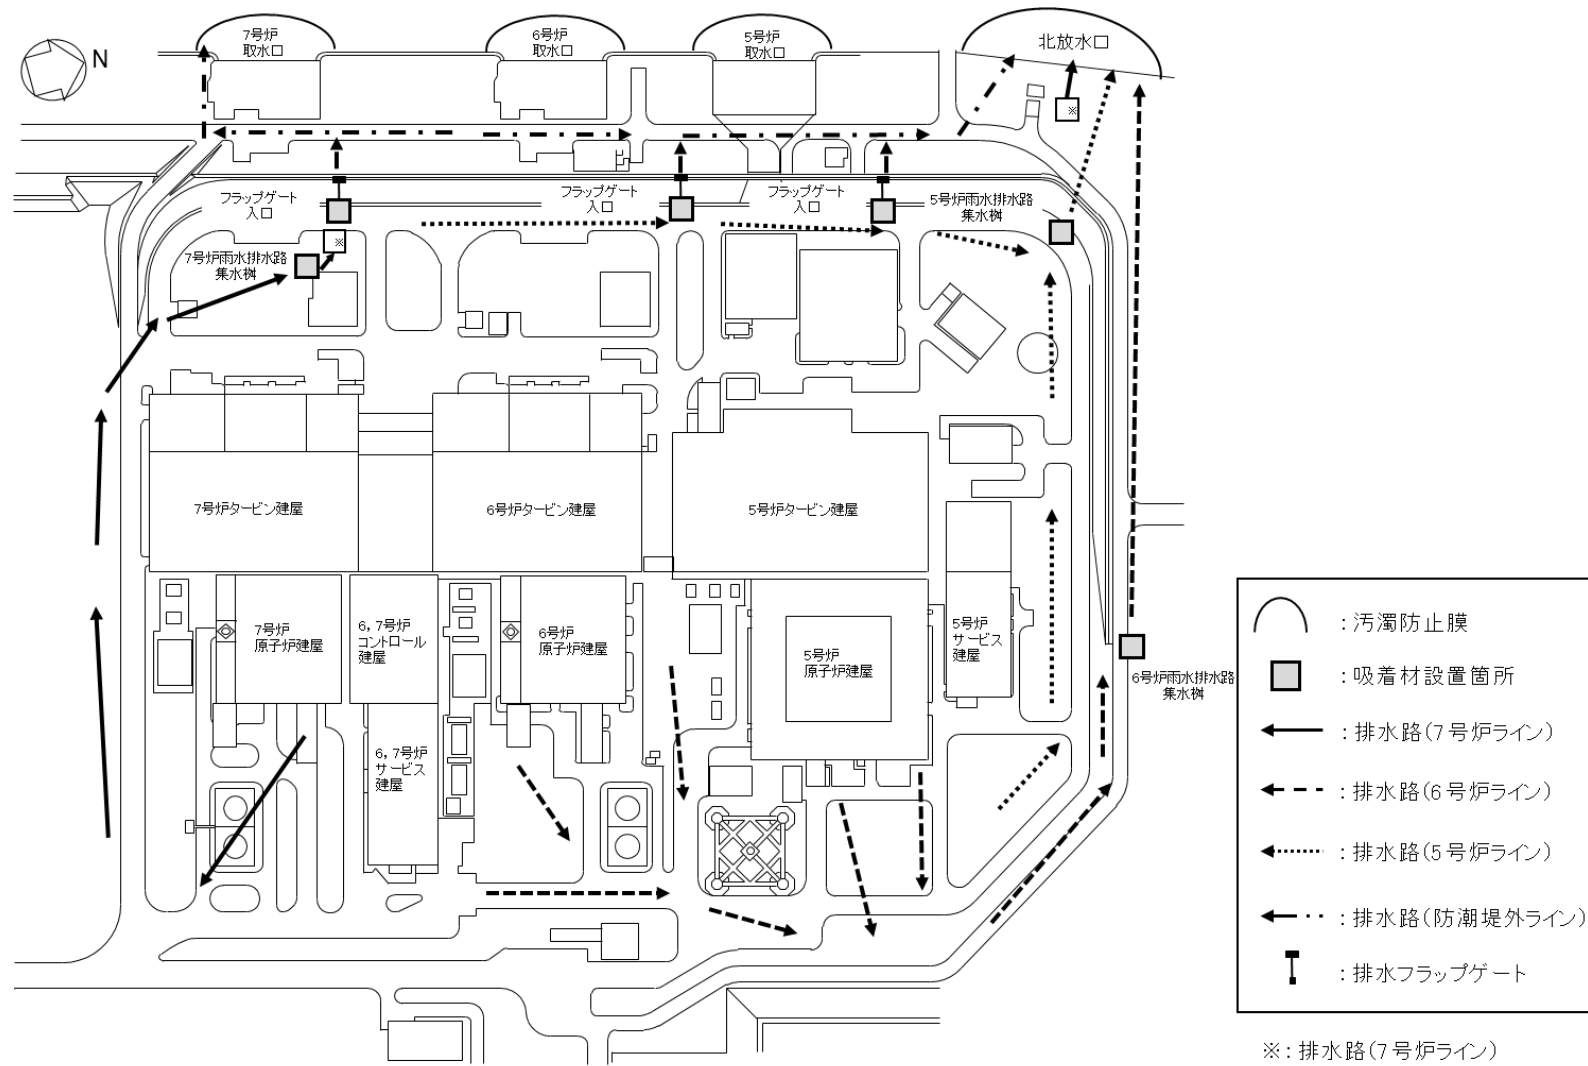 7号炉
取水口
6号炉
取水口
5号炉
取水口
北放水口
N
※
フラップゲート
入口
フラップゲート
入口
フラップゲート
入口
5号炉雨水排水路
集水桝
※
7号炉雨水排水路
集水桝
7号炉タービン建屋
6号炉タービン建屋
5号炉タービン建屋
7号炉
原子炉建屋
6，7号炉
コントロール
建屋
6号炉
原子炉建屋
5号炉
原子炉建屋
5号炉
サービス
建屋
6号炉雨水排水路
集水桝
6，7号炉
サービス
建屋
：汚濁防止膜
：吸着材設置箇所
：排水路(7号炉ライン)
：排水路(6号炉ライン)
：排水路(5号炉ライン)
：排水路(防潮堤外ライン)
：排水フラップゲート
※：排水路(7号炉ライン)